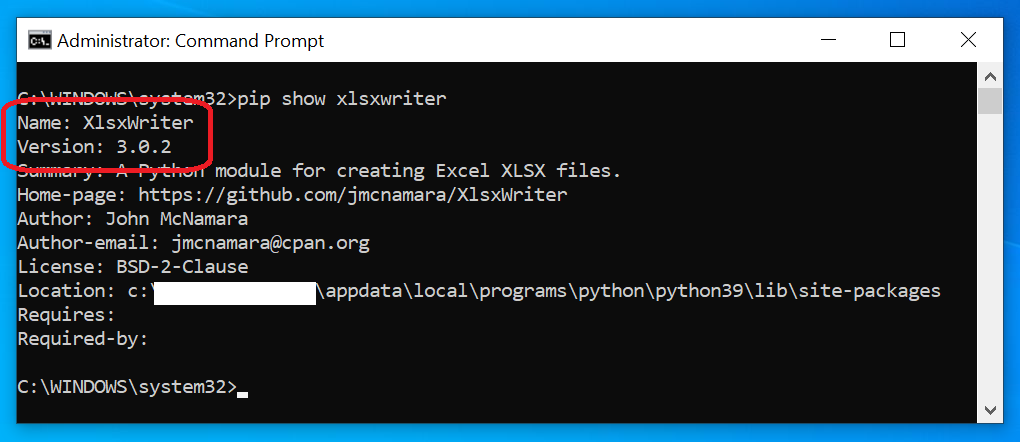 Administrator: Command Prompt
C:\WINDOWS\system32>pip show xlsxwriter
Name: XlsxWriter
Version: 3.0.2
Summary: A Python module for creating Excel XLSX files.
Home-page: https://github.com/jmcnamara/XlsxWriter
Author: John McNamara
Author-email: jmcnamara@cpan.org
License: BSD-2-Clause
Location: c:\ \appdata\local\programs\python\python39\lib\site-packages
Requires:
Required-by:
C:\WINDOWS\system32>